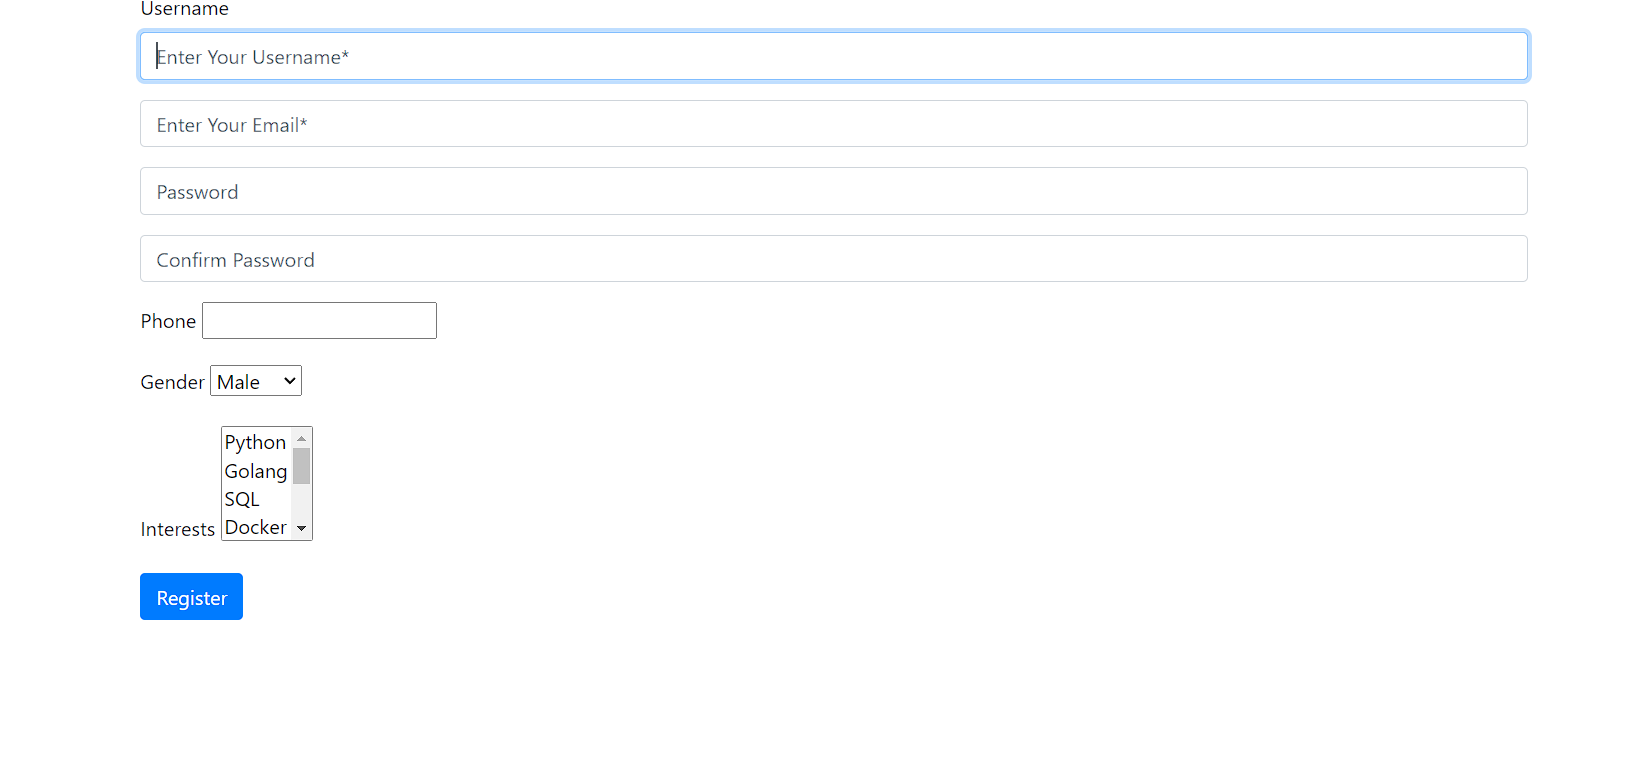 Username
Enter Your Username*
Enter Your Email*
Password
Confirm Password
Phone
Gender Male
Python
Golang
SQL
Docker
Interests
Register